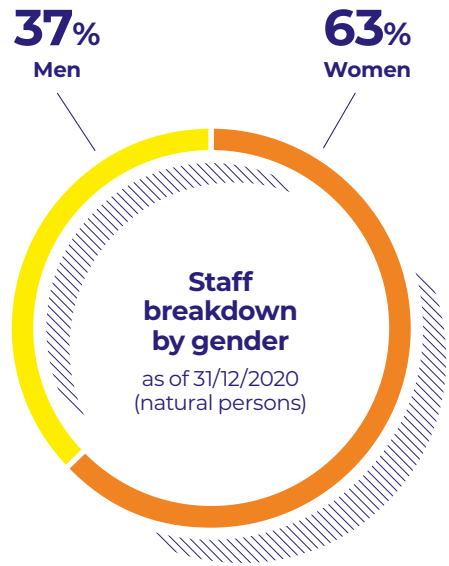 37%
Men
63%
Women
Staff
breakdown
by gender
as of 31/12/2020
(natural persons)